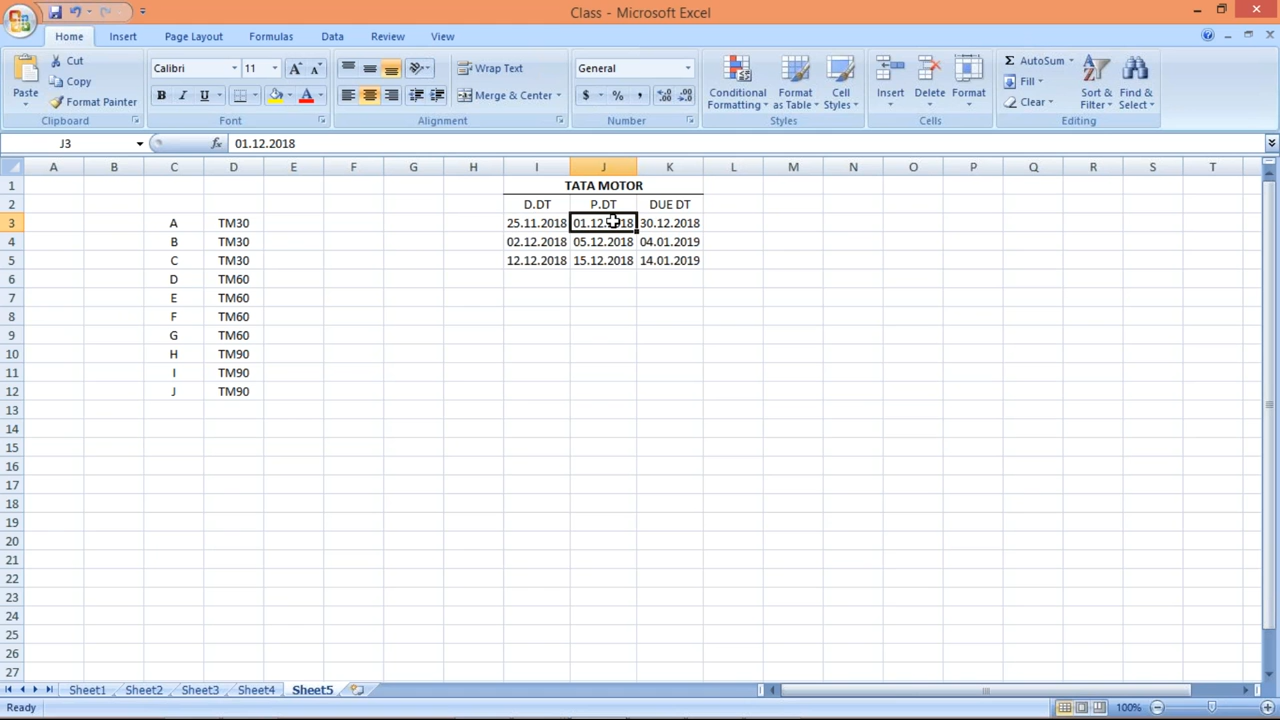 Class - Microsoft Excel
Home Insert Page Layout Formulas Data Review View
Paste
Cut
Copy
Format Painter
Clipboard
Calibri 11
B I U
Font
Wrap Text
Merge & Center
Alignment
General
$ % ,
Number
Conditional Formatting
Format as Table
Cell Styles
Styles
Insert Delete Format
Cells
AutoSum
Fill
Clear
Sort & Filter
Find & Select
Editing
J3 fx 01.12.2018
A B C D E F G H I J K L M N O P Q R S T
1 TATA MOTOR
2 D.DT P.DT DUE DT
3 A TM30 25.11.2018 01.12.2018 30.12.2018
4 B TM30 02.12.2018 05.12.2018 04.01.2019
5 C TM30 12.12.2018 15.12.2018 14.01.2019
6 D TM60
7 E TM60
8 F TM60
9 G TM60
10 H TM90
11 I TM90
12 J TM90
13
14
15
16
17
18
19
20
21
22
23
24
25
26
27
Sheet1 Sheet2 Sheet3 Sheet4 Sheet5
Ready 100%